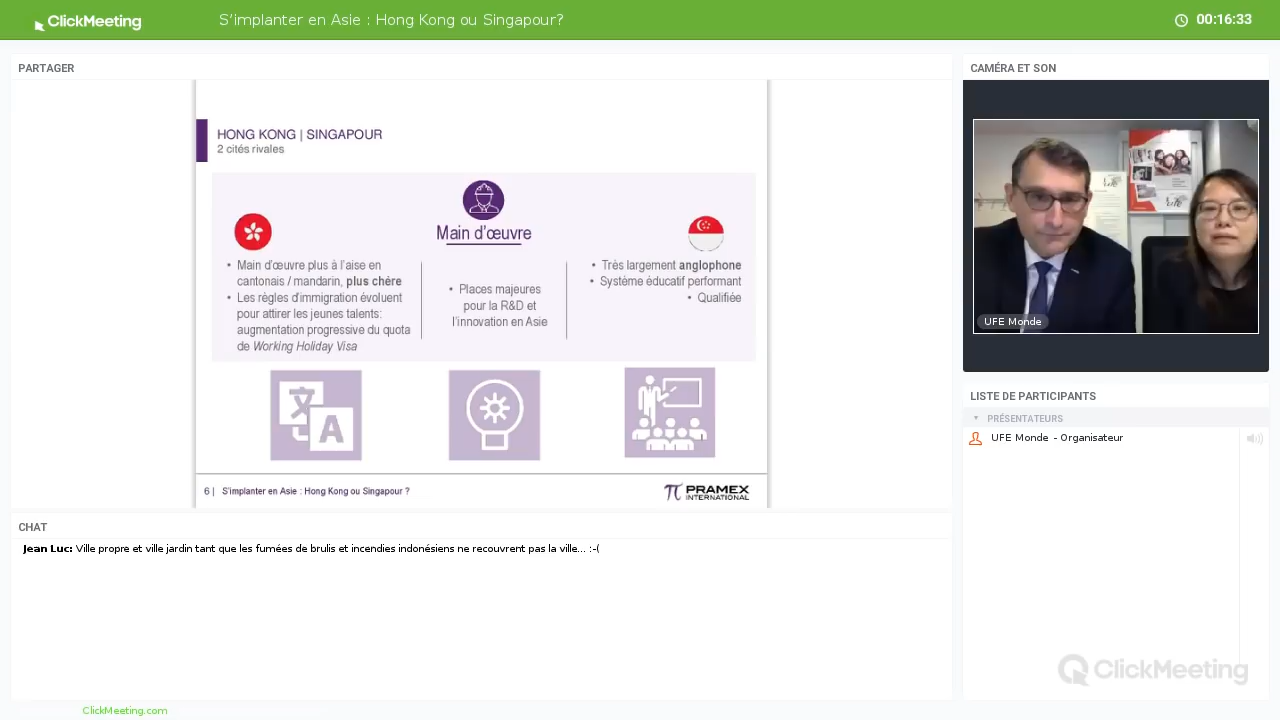 ClickMeeting
S'implanter en Asie : Hong Kong ou Singapour?
00:16:33
PARTAGER
HONG KONG | SINGAPOUR
2 cités rivales
Main d'œuvre
• Main d'œuvre plus à l'aise en
cantonais / mandarin, plus chère
• Les règles d'immigration évoluent
pour attirer les jeunes talents:
augmentation progressive du quota
de Working Holiday Visa
• Places majeures
pour la R&D et
l'innovation en Asie
• Très largement anglophone
• Système éducatif performant
• Qualifiée
文
A
6 | S'implanter en Asie : Hong Kong ou Singapour ?
PRAMEX
INTERNATIONAL
CAMÉRA ET SON
UFE Monde
LISTE DE PARTICIPANTS
PRÉSENTATEURS
UFE Monde - Organisateur
CHAT
Jean Luc: Ville propre et ville jardin tant que les fumées de brulis et incendies indonésiens ne recouvrent pas la ville... :-(
ClickMeeting
ClickMeeting.com